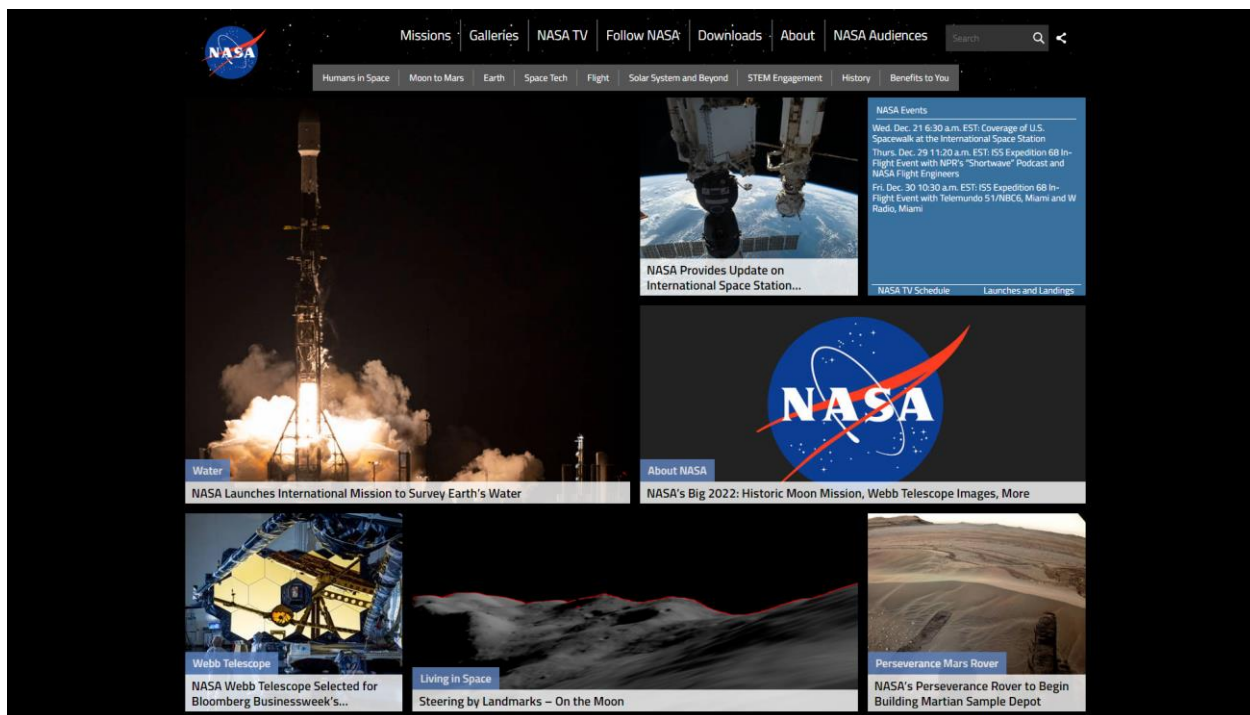 NASA
Missions
Galleries
NASA TV
Follow NASA
Downloads
About
NASA Audiences
Search
Humans in Space
Moon to Mars
Earth
Space Tech
Flight
Solar System and Beyond
STEM Engagement
History
Benefits to You
Water
NASA Launches International Mission to Survey Earth's Water
NASA Provides Update on
International Space Station...
NASA Events
Wed. Dec. 21 6:30 a.m. EST: Coverage of U.S.
Spacewalk at the International Space Station
Thurs. Dec. 29 11:20 a.m. EST: ISS Expedition 68 In-
Flight Event with NPR's "Shortwave" Podcast and
NASA Flight Engineers
Fri. Dec. 30 10:30 a.m. EST: ISS Expedition 68 In-
Flight Event with Telemundo 51/NBC6, Miami and W
Radio, Miami
NASA TV Schedule
Launches and Landings
NASA
About NASA
NASA's Big 2022: Historic Moon Mission, Webb Telescope Images, More
Webb Telescope
NASA Webb Telescope Selected for
Bloomberg Businessweek's...
Living in Space
Steering by Landmarks – On the Moon
Perseverance Mars Rover
NASA's Perseverance Rover to Begin
Building Martian Sample Depot